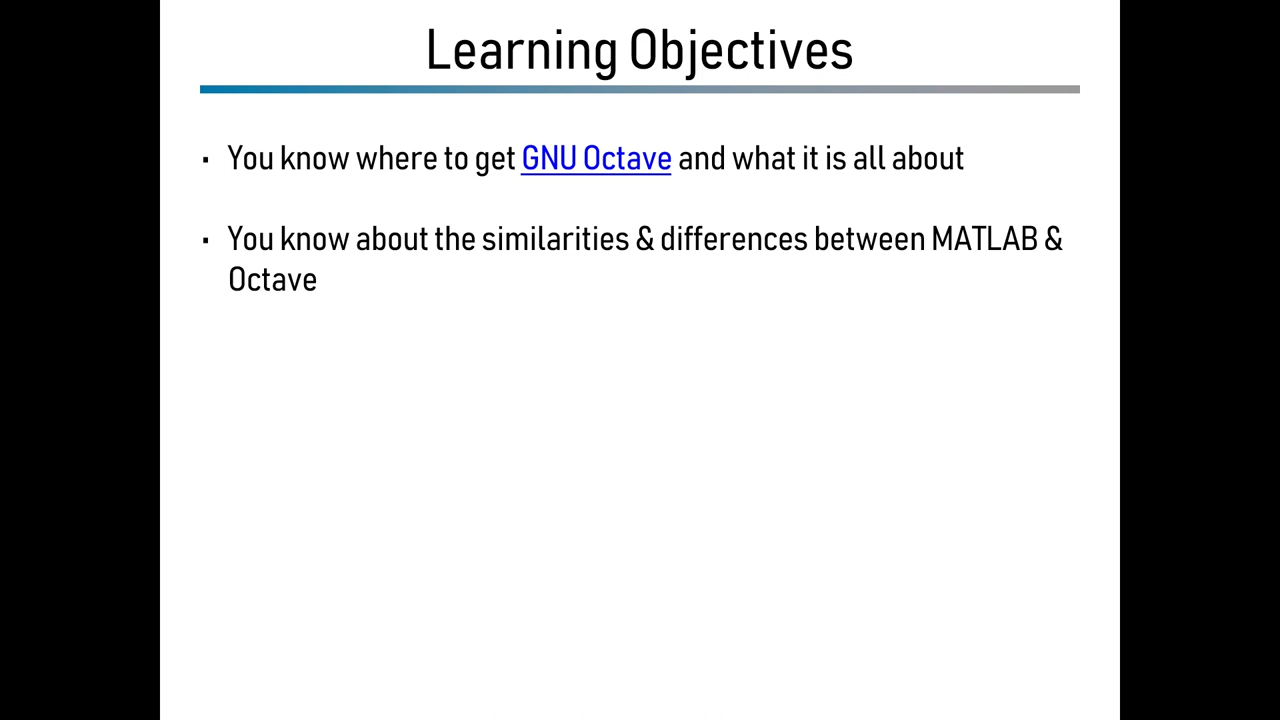 Learning Objectives
▪ You know where to get GNU Octave and what it is all about
▪ You know about the similarities & differences between MATLAB &
Octave